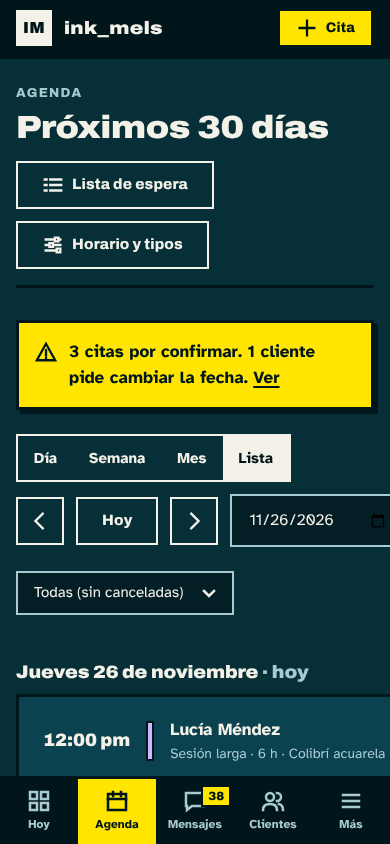 IM ink_mels
Cita
AGENDA
Próximos 30 días
Lista de espera
Horario y tipos
3 citas por confirmar. 1 cliente
pide cambiar la fecha. Ver
Día Semana Mes Lista
Hoy
11/26/2026
Todas (sin canceladas)
Jueves 26 de noviembre · hoy
12:00 pm
Lucía Méndez
Sesión larga · 6 h · Colibrí acuarela
38
Hoy Agenda Mensajes Clientes Más